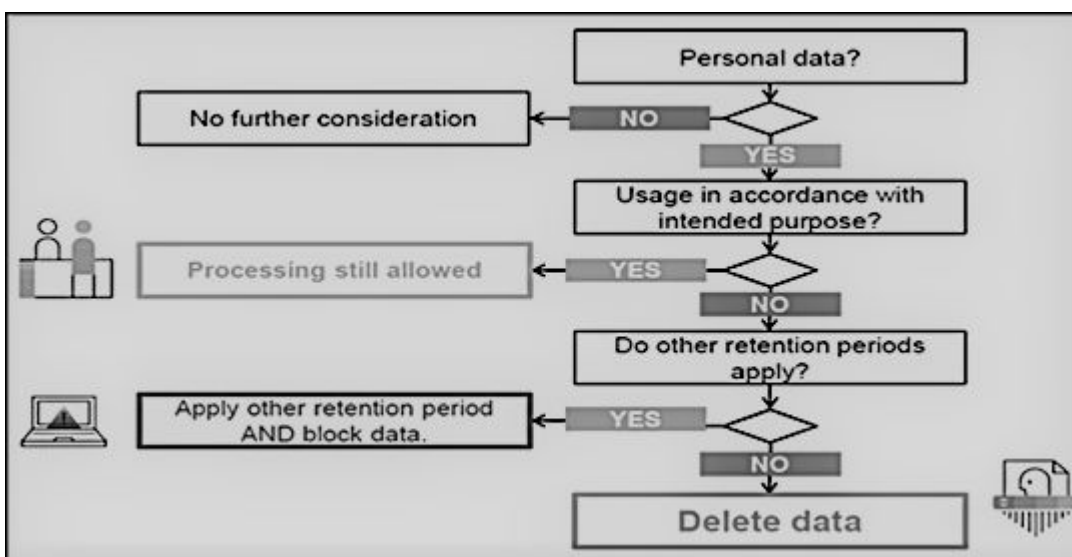 Personal data?
No further consideration
NO
YES
Usage in accordance with
intended purpose?
Processing still allowed
YES
NO
Do other retention periods
apply?
Apply other retention period
AND block data.
YES
NO
Delete data